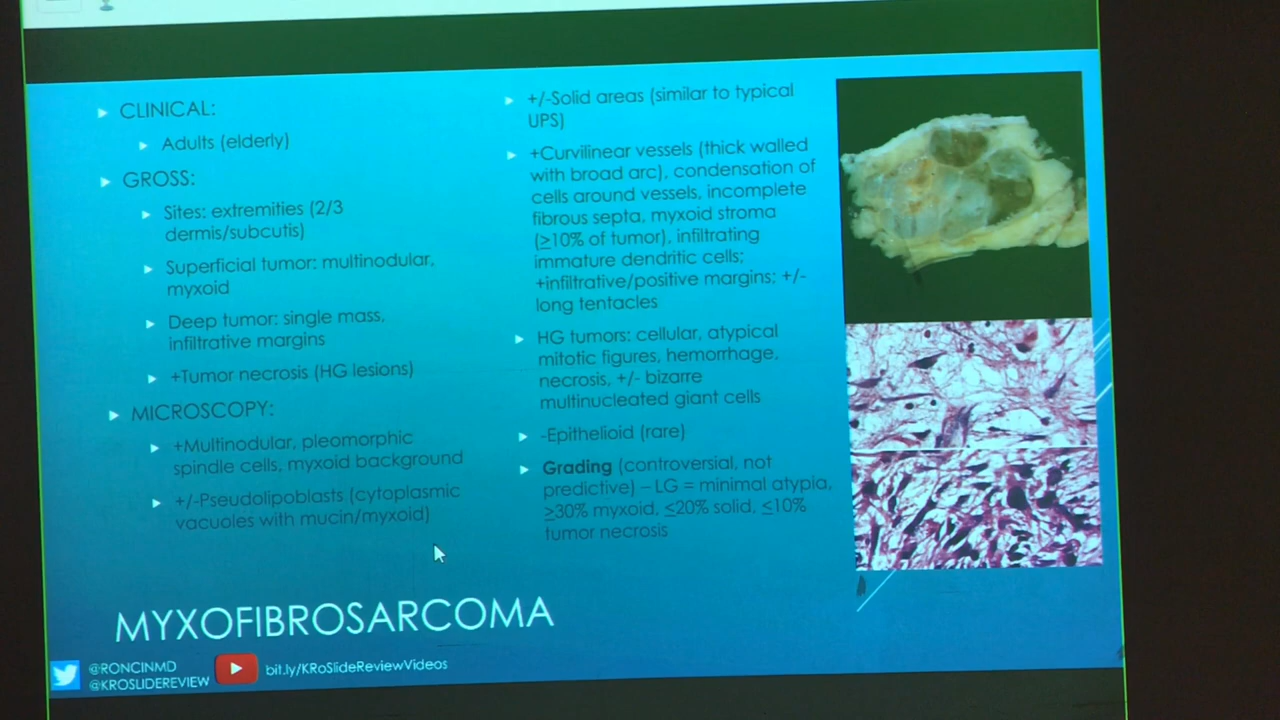 CLINICAL:
Adults (elderly)
GROSS:
Sites: extremities (2/3
dermis/subcutis)
Superficial tumor: multinodular,
myxoid
Deep tumor: single mass,
infiltrative margins
+Tumor necrosis (HG lesions)
MICROSCOPY:
+Multinodular, pleomorphic
spindle cells, myxoid background
+/-Pseudolipoblasts (cytoplasmic
vacuoles with mucin/myxoid)
+/-Solid areas (similar to typical
UPS)
+Curvilinear vessels (thick walled
with broad arc), condensation of
cells around vessels, incomplete
fibrous septa, myxoid stroma
(≥10% of tumor), infiltrating
immature dendritic cells;
+infiltrative/positive margins; +/-
long tentacles
HG tumors: cellular, atypical
mitotic figures, hemorrhage,
necrosis, +/- bizarre
multinucleated giant cells
-Epithelioid (rare)
Grading (controversial, not
predictive) – LG = minimal atypia,
≥30% myxoid, ≤20% solid, ≤10%
tumor necrosis
MYXOFIBROSARCOMA
@RONCINMD
@KROSLIDEREVIEW
bit.ly/KRoSlideReviewVideos